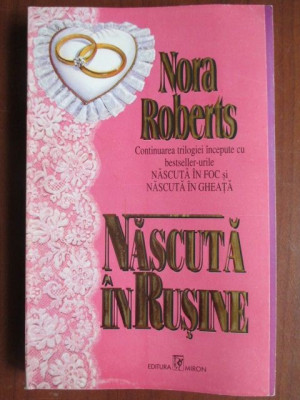 Nora
Roberts
Continuarea trilogiei începute cu
bestseller-urile
NĂSCUTĂ ÎN FOC și
NĂSCUTĂ ÎN GHEAȚĂ
NĂSCUTĂ
ÎN RUȘINE
EDITURA MIRON